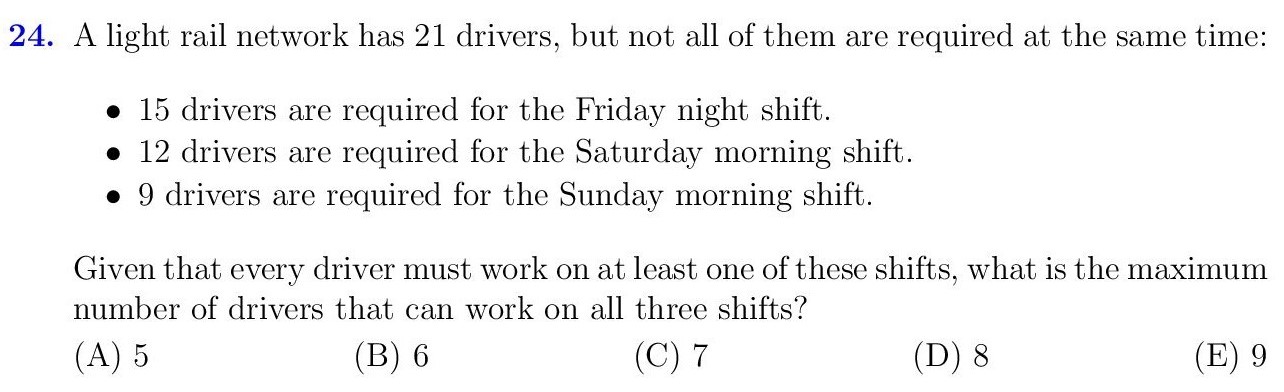 24. A light rail network has 21 drivers, but not all of them are required at the same time:
• 15 drivers are required for the Friday night shift.
• 12 drivers are required for the Saturday morning shift.
• 9 drivers are required for the Sunday morning shift.
Given that every driver must work on at least one of these shifts, what is the maximum
number of drivers that can work on all three shifts?
(A) 5 (B) 6 (C) 7 (D) 8 (E) 9